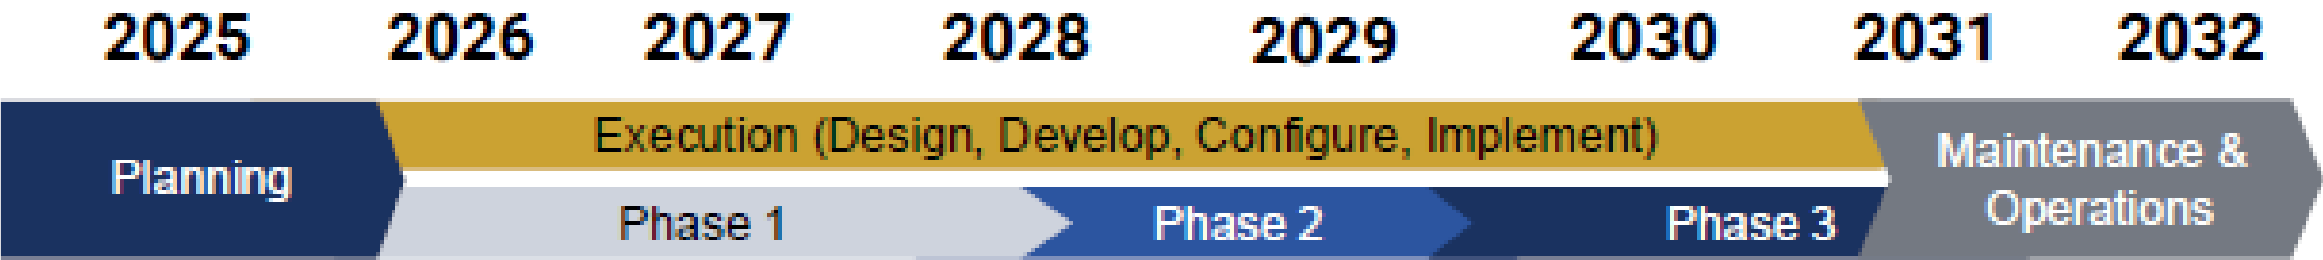 2025 2026 2027 2028 2029 2030 2031 2032
Execution (Design, Develop, Configure, Implement)
Planning
Phase 1 Phase 2 Phase 3
Maintenance &
Operations